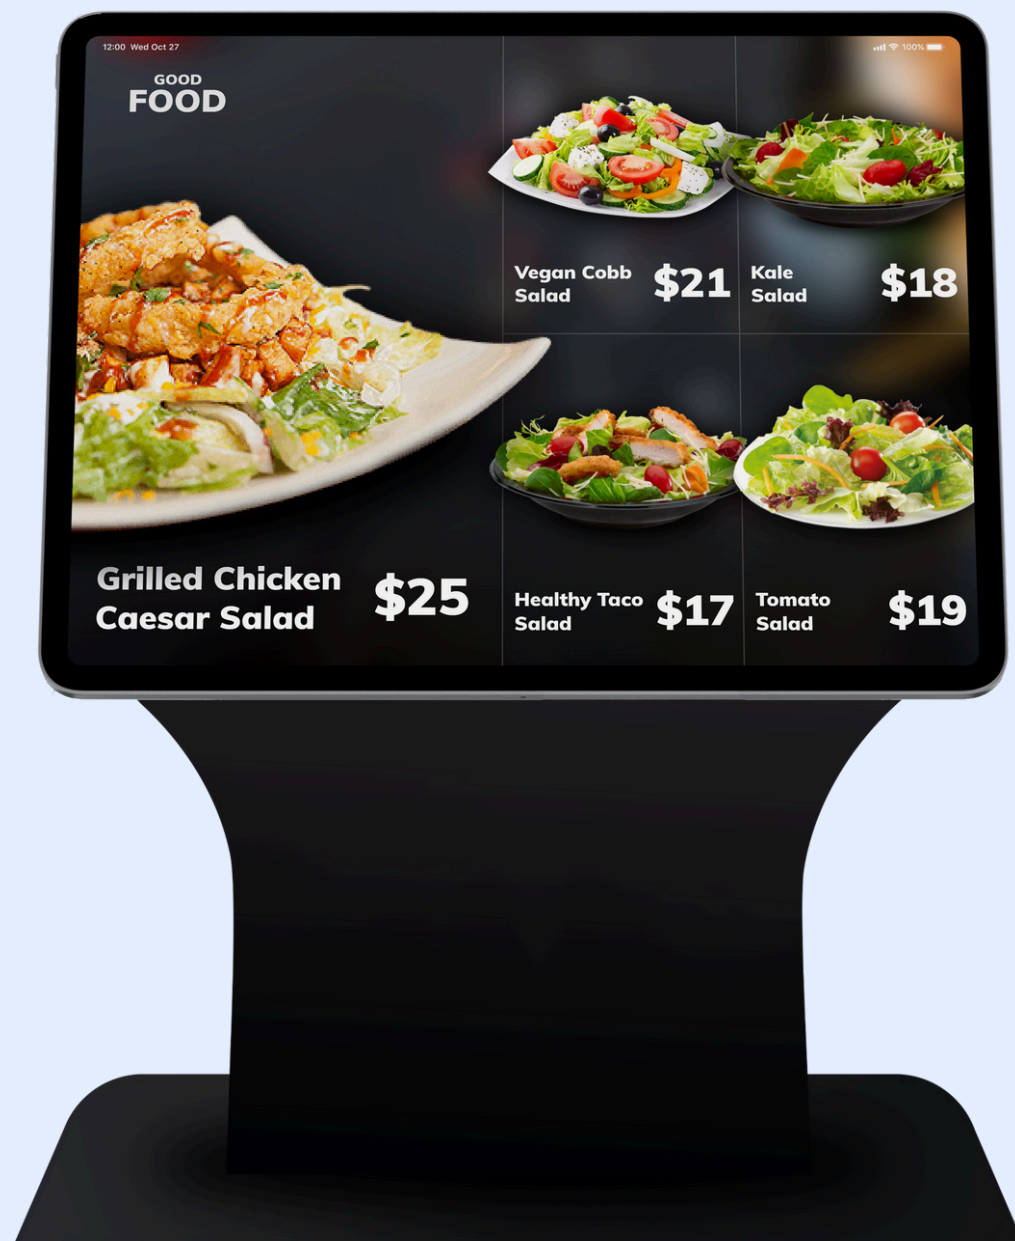 12:00 Wed Oct 27
100%
GOOD
FOOD
Vegan Cobb
Salad
$21
Kale
Salad
$18
Grilled Chicken
Caesar Salad
$25
Healthy Taco
Salad
$17
Tomato
Salad
$19